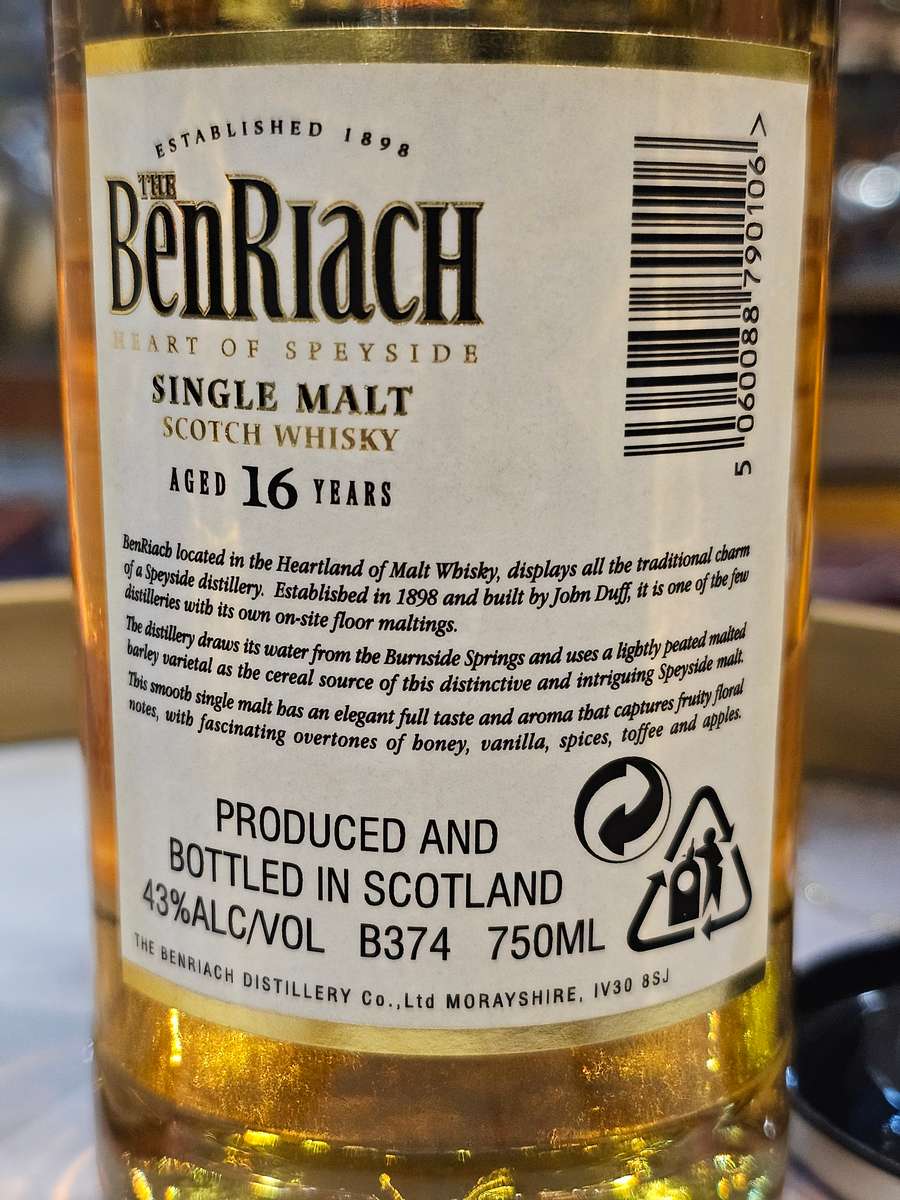 ESTABLISHED 1898
THE
BENRIACH
HEART OF SPEYSIDE
SINGLE MALT
SCOTCH WHISKY
AGED 16 YEARS
5 060088 790106 >
BenRiach located in the Heartland of Malt Whisky, displays all the traditional charm
of a Speyside distillery. Established in 1898 and built by John Duff, it is one of the few
distilleries with its own on-site floor maltings.
The distillery draws its water from the Burnside Springs and uses a lightly peated malted
barley varietal as the cereal source of this distinctive and intriguing Speyside malt.
This smooth single malt has an elegant full taste and aroma that captures fruity floral
notes, with fascinating overtones of honey, vanilla, spices, toffee and apples.
PRODUCED AND
BOTTLED IN SCOTLAND
43%ALC/VOL B374 750ML
THE BENRIACH DISTILLERY Co.,Ltd MORAYSHIRE, IV30 8SJ